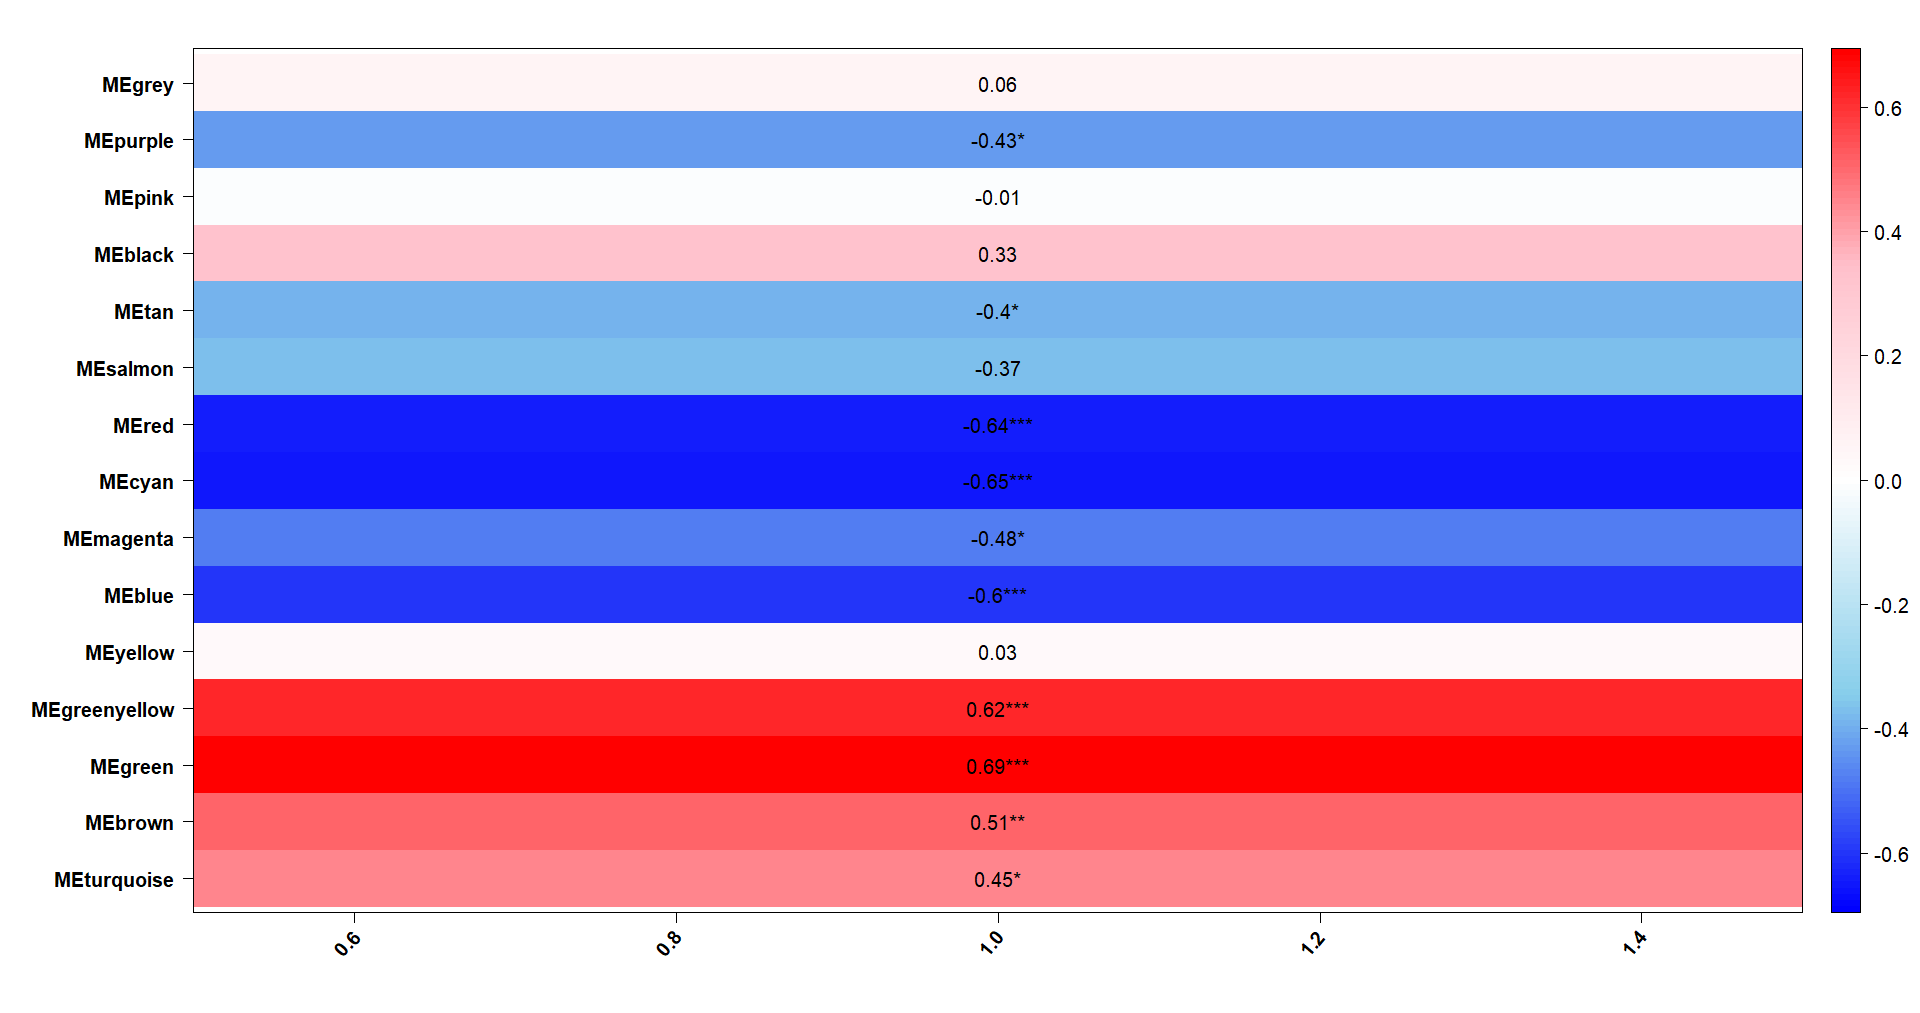 MEgrey 0.06 0.6
MEpurple -0.43*
MEpink -0.01
MEblack 0.33 0.4
MEtan -0.4*
MEsalmon -0.37 0.2
MEred -0.64***
MEcyan -0.65*** 0.0
MEmagenta -0.48*
MEblue -0.6*** -0.2
MEyellow 0.03
MEgreenyellow 0.62*** -0.4
MEgreen 0.69***
MEbrown 0.51** -0.6
MEturquoise 0.45*
0.6 0.8 1.0 1.2 1.4